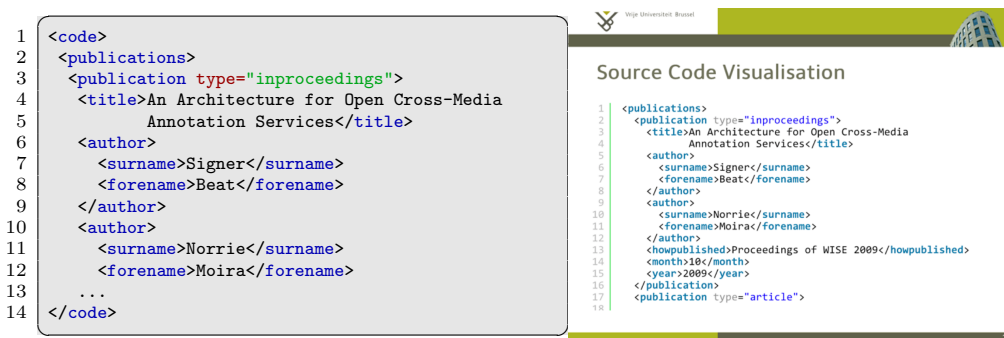 1 <code>
2 <publications>
3 <publication type="inproceedings">
4 <title>An Architecture for Open Cross-Media
5 Annotation Services</title>
6 <author>
7 <surname>Signer</surname>
8 <forename>Beat</forename>
9 </author>
10 <author>
11 <surname>Norrie</surname>
12 <forename>Moira</forename>
13 ...
14 </code>
Vrije Universiteit Brussel
Source Code Visualisation
1 <publications>
2 <publication type="inproceedings">
3 <title>An Architecture for Open Cross-Media
4 Annotation Services</title>
5 <author>
6 <surname>Signer</surname>
7 <forename>Beat</forename>
8 </author>
9 <author>
10 <surname>Norrie</surname>
11 <forename>Moira</forename>
12 </author>
13 <howpublished>Proceedings of WISE 2009</howpublished>
14 <month>10</month>
15 <year>2009</year>
16 </publication>
17 <publication type="article">
18